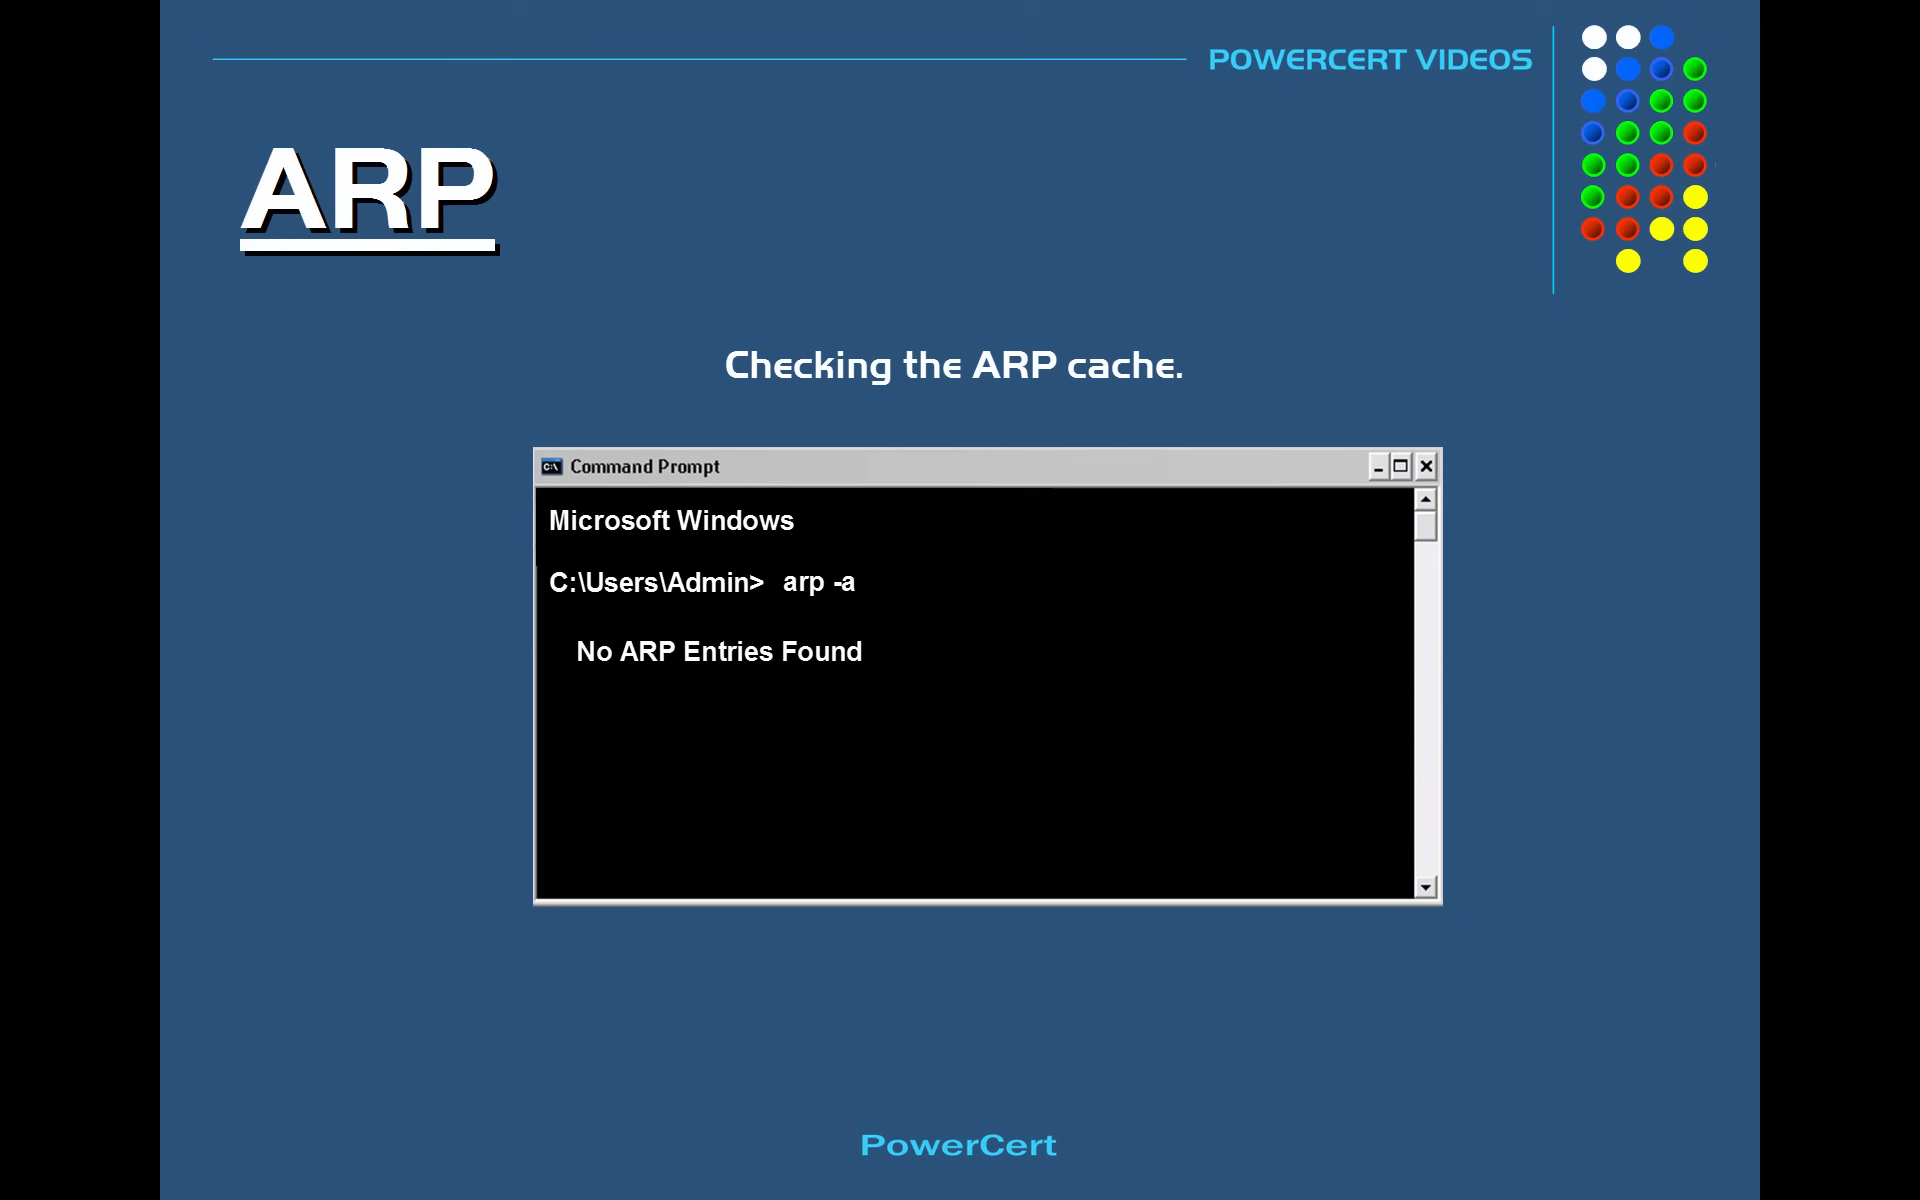 POWERCERT VIDEOS
ARP
Checking the ARP cache.
C:\
Command Prompt
Microsoft Windows
C:\Users\Admin> arp -a
No ARP Entries Found
PowerCert